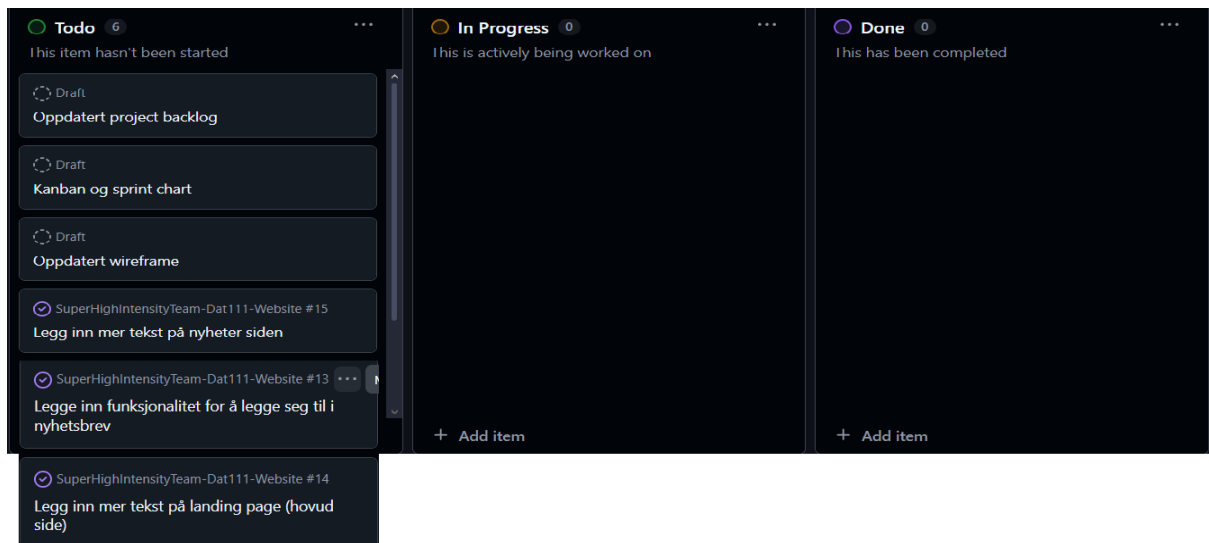 Todo 6 ...
This item hasn't been started
Draft
Oppdatert project backlog
Draft
Kanban og sprint chart
Draft
Oppdatert wireframe
SuperHighIntensityTeam-Dat111-Website #15
Legg inn mer tekst på nyheter siden
SuperHighIntensityTeam-Dat111-Website #13 ...
Legge inn funksjonalitet for å legge seg til i
nyhetsbrev
SuperHighIntensityTeam-Dat111-Website #14
Legg inn mer tekst på landing page (hovud
side)
In Progress 0 ...
This is actively being worked on
+ Add item
Done 0 ...
This has been completed
+ Add item